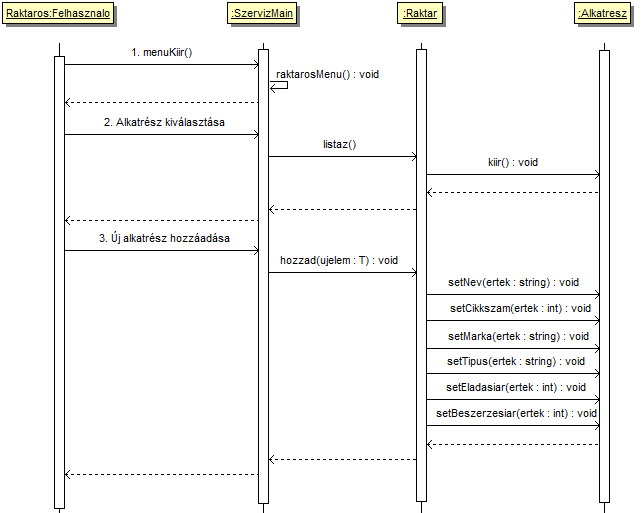 Raktaros:Felhasznalo :SzervizMain :Raktar :Alkatresz
1. menuKiir()
raktarosMenu() : void
2. Alkatrész kiválasztása
listaz()
kiir() : void
3. Új alkatrész hozzáadása
hozzad(ujelem : T) : void
setNev(ertek : string) : void
setCikkszam(ertek : int) : void
setMarka(ertek : string) : void
setTipus(ertek : string) : void
setEladasiar(ertek : int) : void
setBeszerzesiar(ertek : int) : void